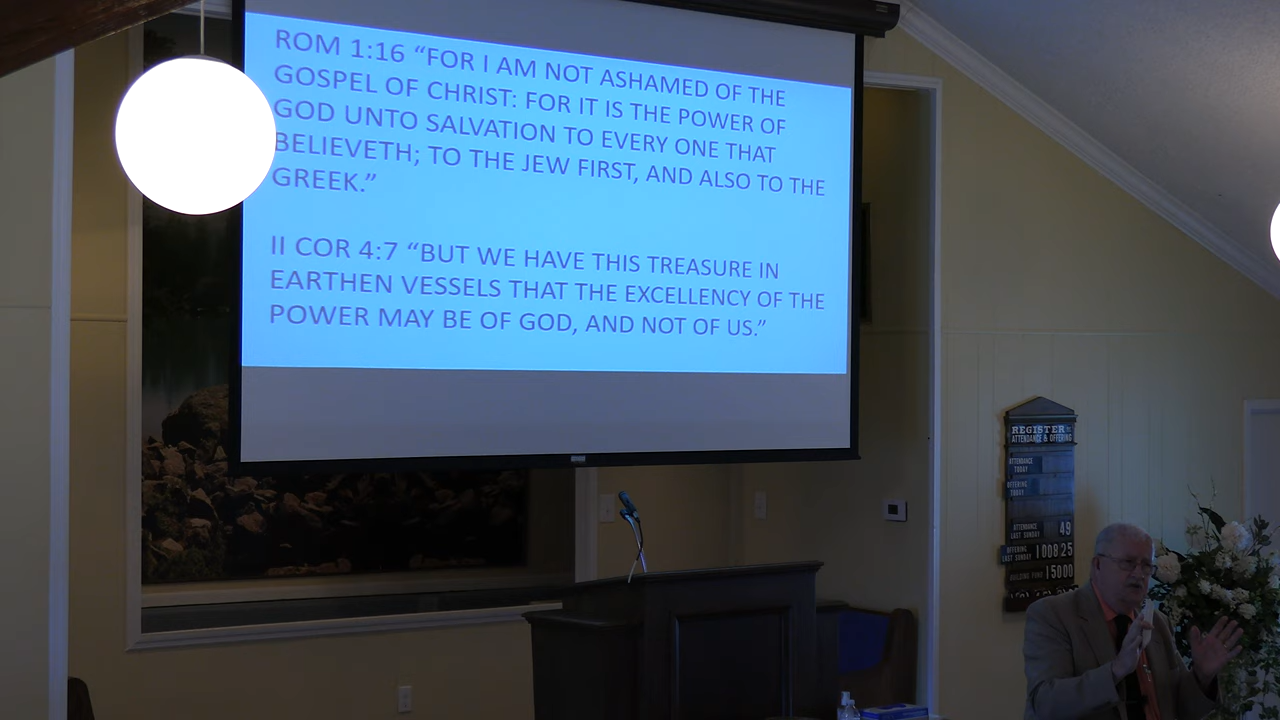 ROM 1:16 “FOR I AM NOT ASHAMED OF THE
GOSPEL OF CHRIST: FOR IT IS THE POWER OF
GOD UNTO SALVATION TO EVERY ONE THAT
BELIEVETH; TO THE JEW FIRST, AND ALSO TO THE
GREEK.”
II COR 4:7 “BUT WE HAVE THIS TREASURE IN
EARTHEN VESSELS THAT THE EXCELLENCY OF THE
POWER MAY BE OF GOD, AND NOT OF US.”
REGISTER OF
ATTENDANCE & OFFERING
ATTENDANCE
TODAY
OFFERING
TODAY
ATTENDANCE
LAST SUNDAY 49
OFFERING
LAST SUNDAY 1008 25
BUILDING FUND 15000